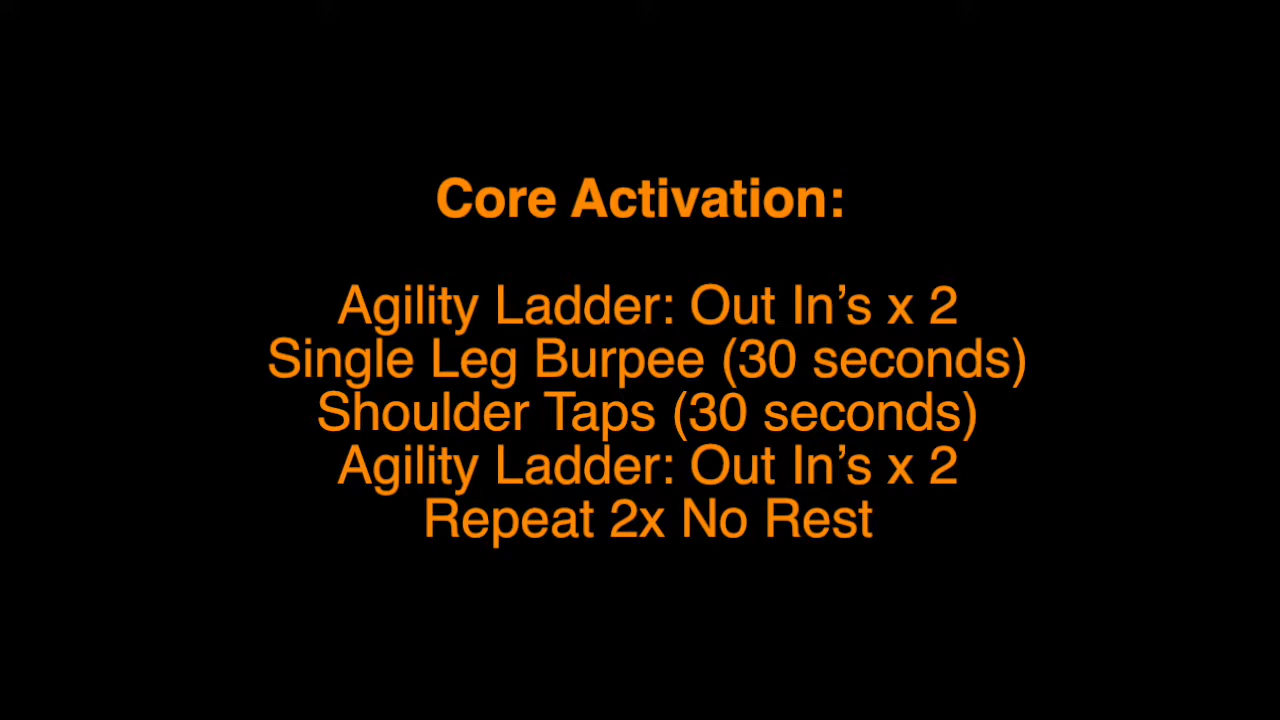 Core Activation:
Agility Ladder: Out In’s x 2
Single Leg Burpee (30 seconds)
Shoulder Taps (30 seconds)
Agility Ladder: Out In’s x 2
Repeat 2x No Rest